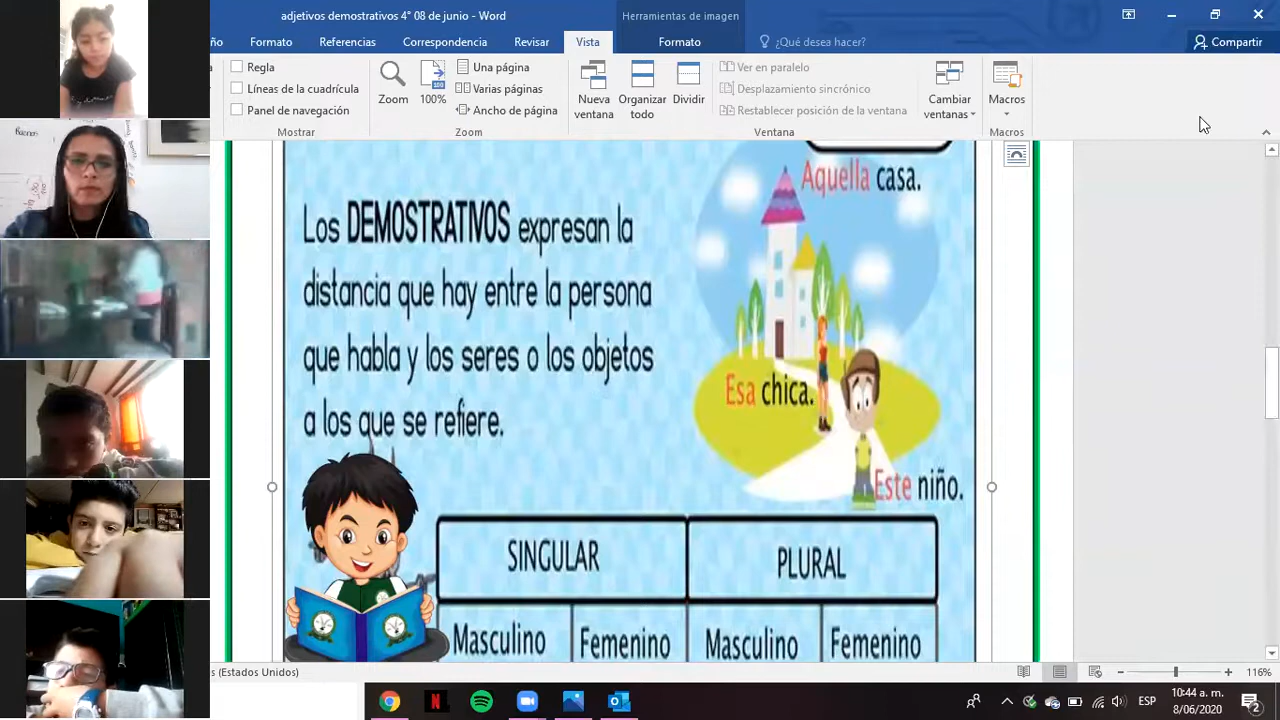 adjetivos demostrativos 4° 08 de junio - Word
Herramientas de imagen
ño Formato Referencias Correspondencia Revisar Vista Formato ¿Qué desea hacer? Compartir
Regla
Líneas de la cuadrícula
Panel de navegación
Mostrar
Zoom
100
100%
Una página
Varias páginas
Ancho de página
Zoom
Nueva ventana
Organizar todo
Dividir
Ver en paralelo
Desplazamiento sincrónico
Restablecer posición de la ventana
Ventana
Cambiar ventanas
Macros
Macros
Aquella casa.
Los DEMOSTRATIVOS expresan la
distancia que hay entre la persona
que habla y los seres o los objetos
a los que se refiere.
Esa chica.
Este niño.
SINGULAR PLURAL
Masculino Femenino Masculino Femenino
s (Estados Unidos)
116%
ESP
10:44 a. m.
8/06/2020
2